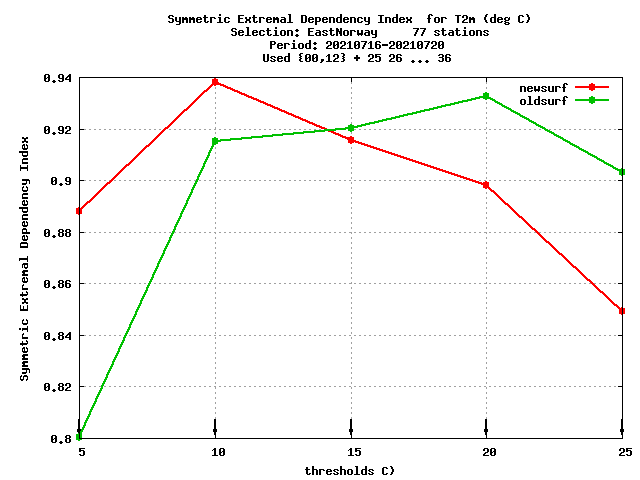 Symmetric Extremal Dependency Index  for T2m (deg C)
Selection: EastNorway     77 stations
Period: 20210716-20210720
Used {00,12} + 25 26 ... 36
newsurf
oldsurf
Symmetric Extremal Dependency Index
0.94
0.92
0.9
0.88
0.86
0.84
0.82
0.8
5 10 15 20 25
thresholds C)